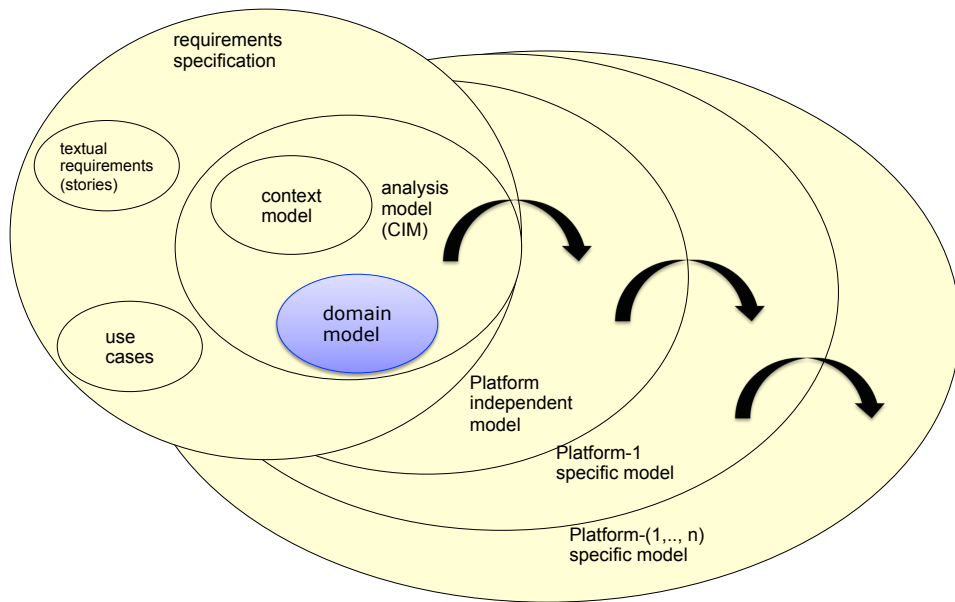 requirements
specification
textual
requirements
(stories)
context
model
analysis
model
(CIM)
domain
model
use
cases
Platform
independent
model
Platform-1
specific model
Platform-(1,.., n)
specific model